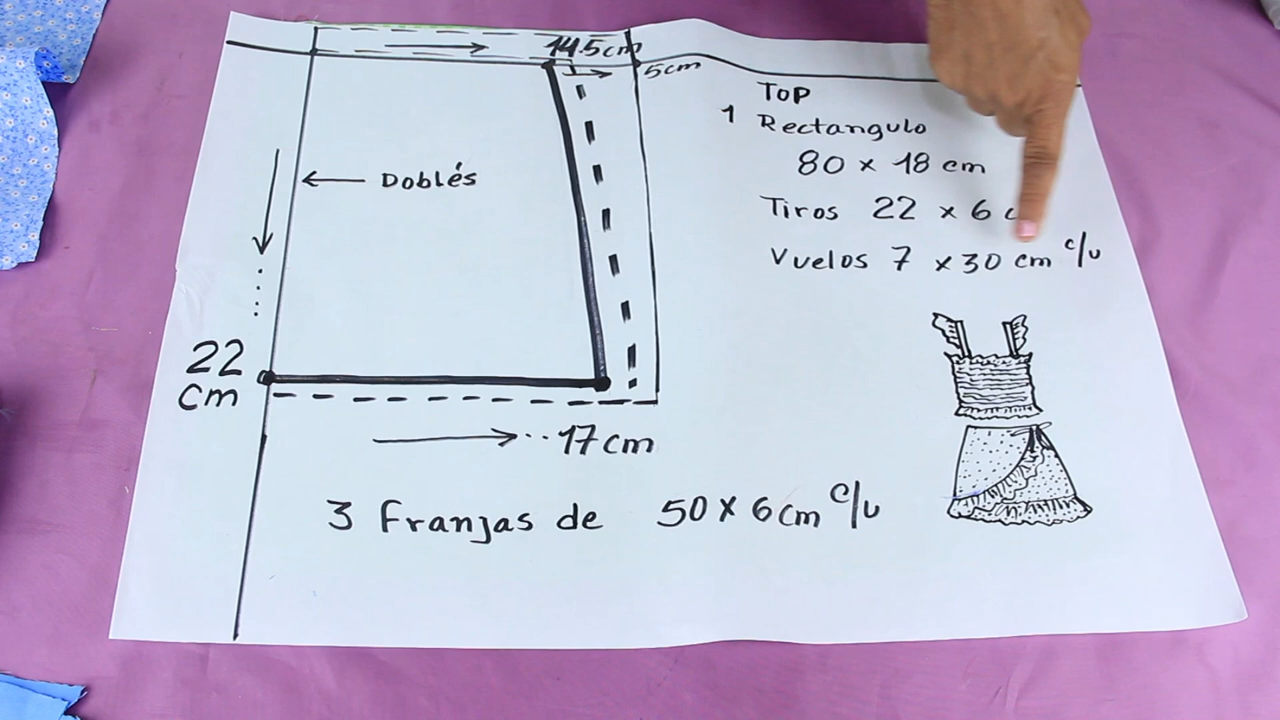 14.5cm
5cm
Doblés
22
cm
17cm
3 Franjas de 50 x 6cm c/u
TOP
1 Rectangulo
80 x 18 cm
Tiros 22 x 6 c
Vuelos 7 x 30 cm c/u